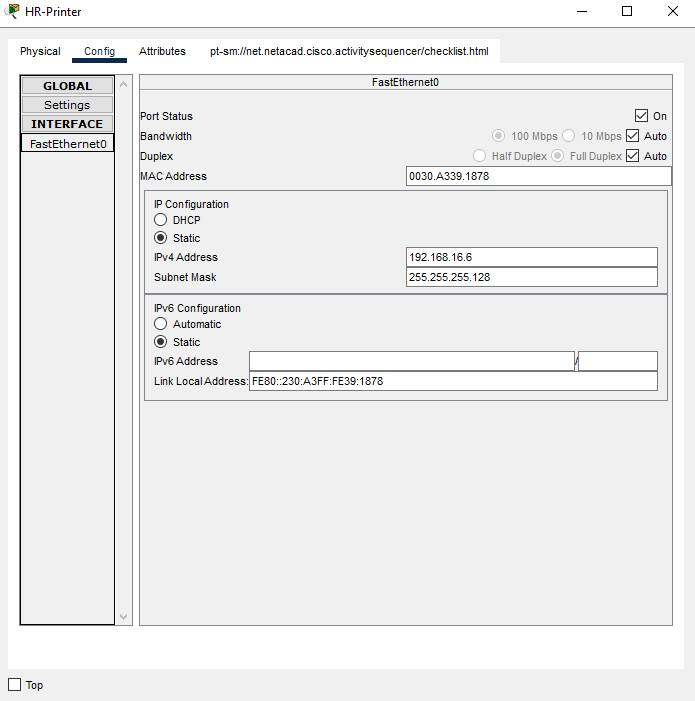 HR-Printer
Physical Config Attributes pt-sm://net.netacad.cisco.activitysequencer/checklist.html
GLOBAL
Settings
INTERFACE
FastEthernet0
FastEthernet0
Port Status On
Bandwidth 100 Mbps 10 Mbps Auto
Duplex Half Duplex Full Duplex Auto
MAC Address 0030.A339.1878
IP Configuration
DHCP
Static
IPv4 Address 192.168.16.6
Subnet Mask 255.255.255.128
IPv6 Configuration
Automatic
Static
IPv6 Address /
Link Local Address: FE80::230:A3FF:FE39:1878
Top